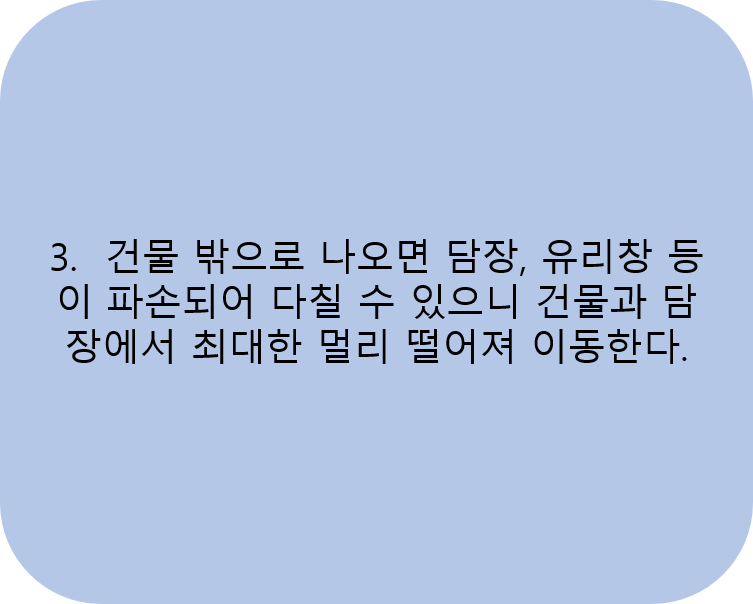 3.  건물 밖으로 나오면 담장, 유리창 등
이 파손되어 다칠 수 있으니 건물과 담
장에서 최대한 멀리 떨어져 이동한다.